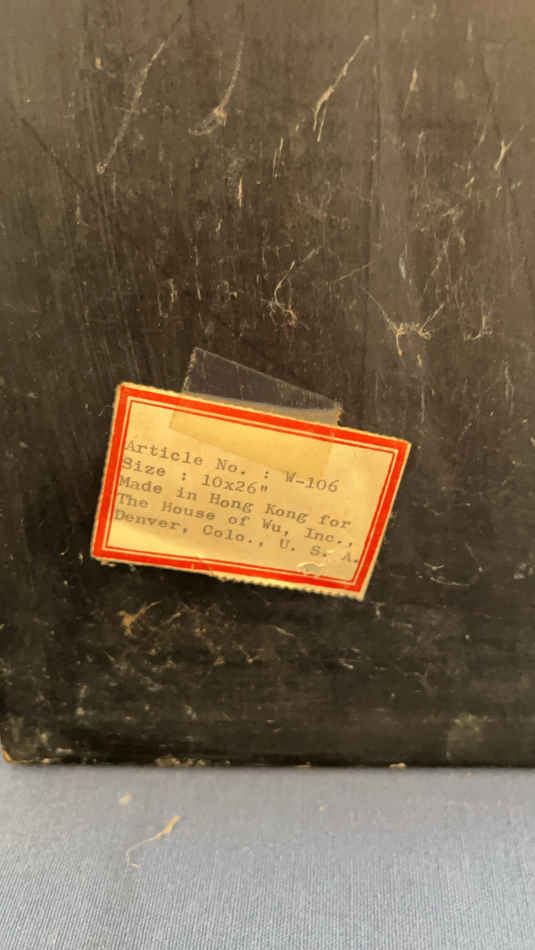 Article No. : W-106
Size : 10x26"
Made in Hong Kong for
The House of Wu, Inc.,
Denver, Colo., U. S. A.